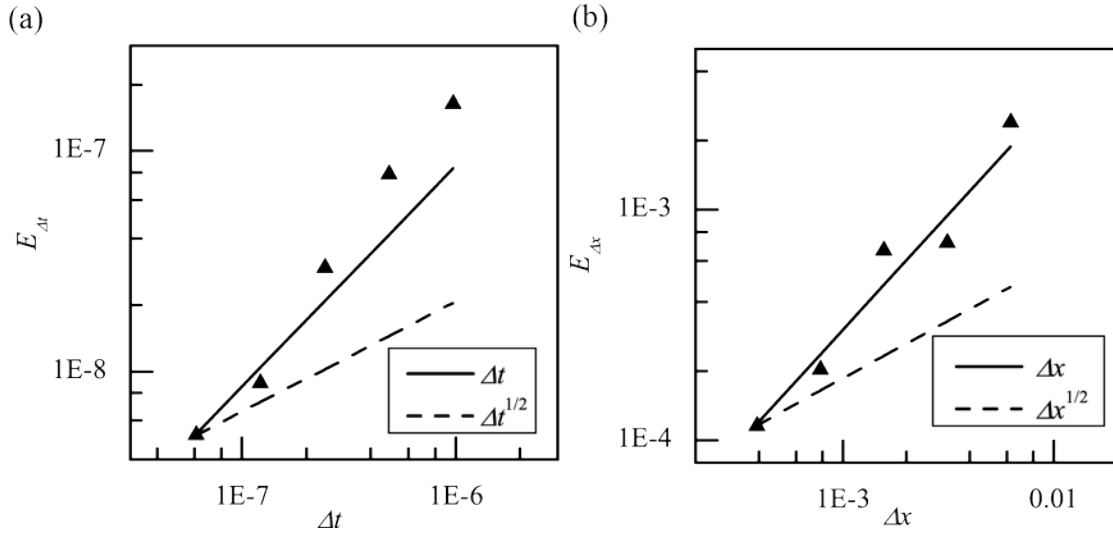 (a)
1E-7
1E-8
E_Δt
1E-7
1E-6
Δt
Δt
Δt^1/2
(b)
1E-3
1E-4
E_Δx
1E-3
0.01
Δx
Δx
Δx^1/2